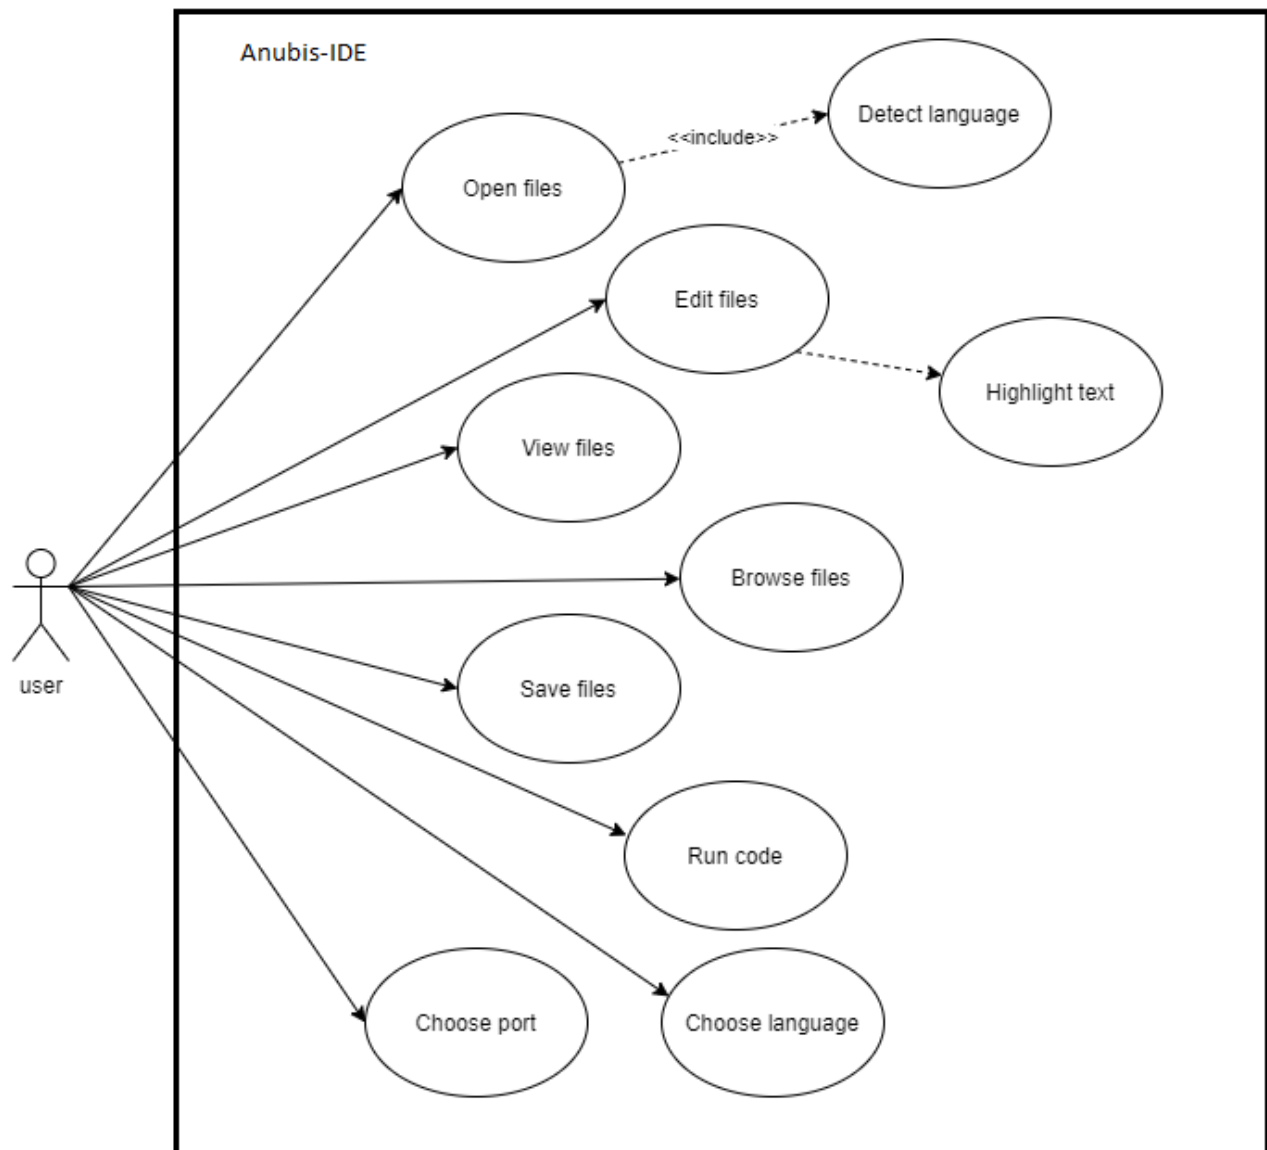 Anubis-IDE
Detect language
<<include>>
Open files
Edit files
Highlight text
View files
Browse files
user
Save files
Run code
Choose port
Choose language